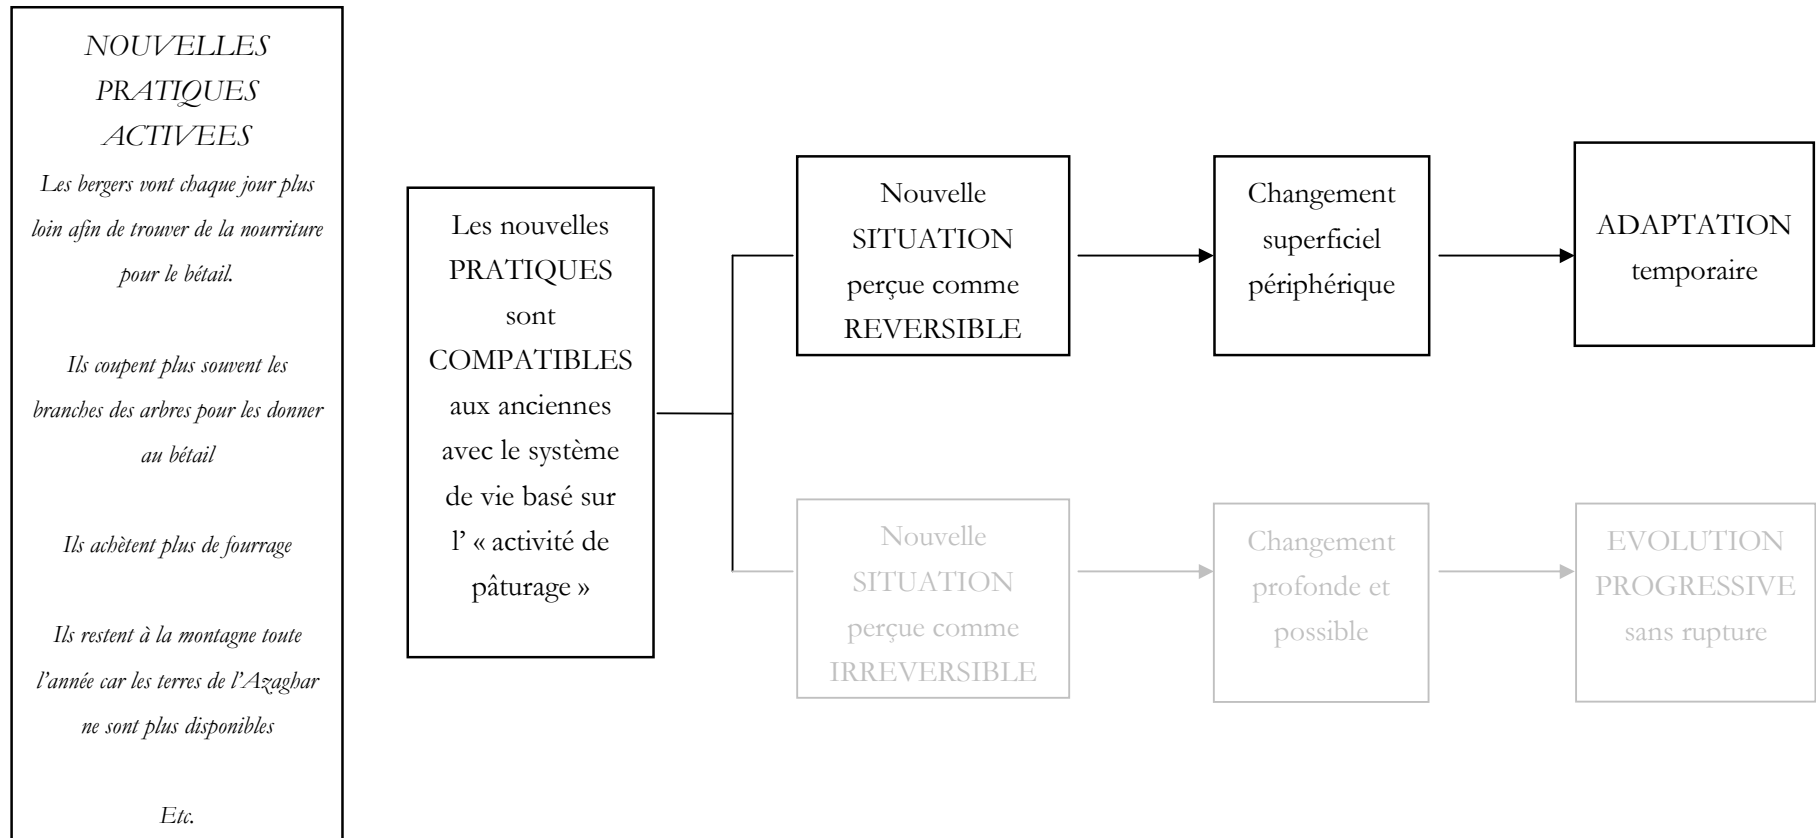 NOUVELLES
PRATIQUES
ACTIVEES
Les bergers vont chaque jour plus
loin afin de trouver de la nourriture
pour le bétail.
Ils coupent plus souvent les
branches des arbres pour les donner
au bétail
Ils achètent plus de fourrage
Ils restent à la montagne toute
l'année car les terres de l'Azaghar
ne sont plus disponibles
Etc.
Les nouvelles
PRATIQUES
sont
COMPATIBLES
aux anciennes
avec le système
de vie basé sur
l' « activité de
pâturage »
Nouvelle
SITUATION
perçue comme
REVERSIBLE
Changement
superficiel
périphérique
ADAPTATION
temporaire
Nouvelle
SITUATION
perçue comme
IRREVERSIBLE
Changement
profonde et
possible
EVOLUTION
PROGRESSIVE
sans rupture